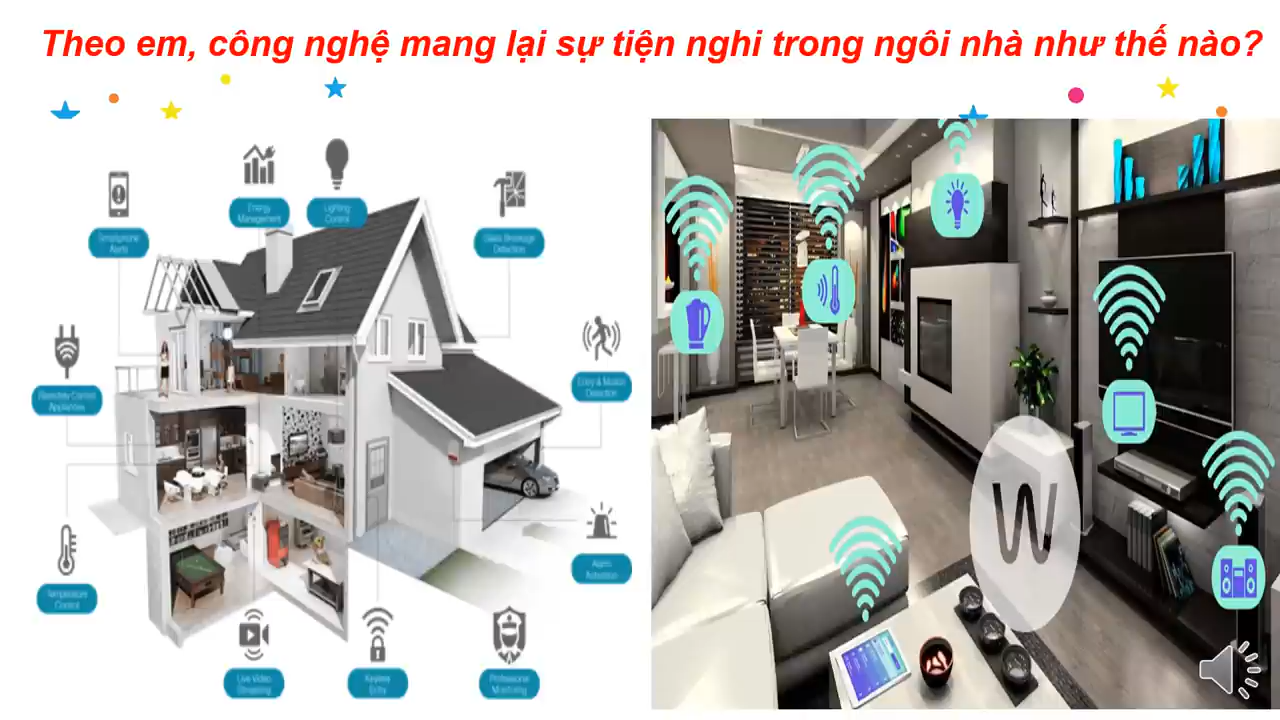 Theo em, công nghệ mang lại sự tiện nghi trong ngôi nhà như thế nào?
Energy
Management
Lighting
Control
Smartphone
Alerts
Glass Breakage
Detection
Entry & Motion
Detection
Remotely Control
Appliances
Temperature
Control
Alarm
Live Video
Streaming
Keyless
Entry
Professional
Monitoring
W